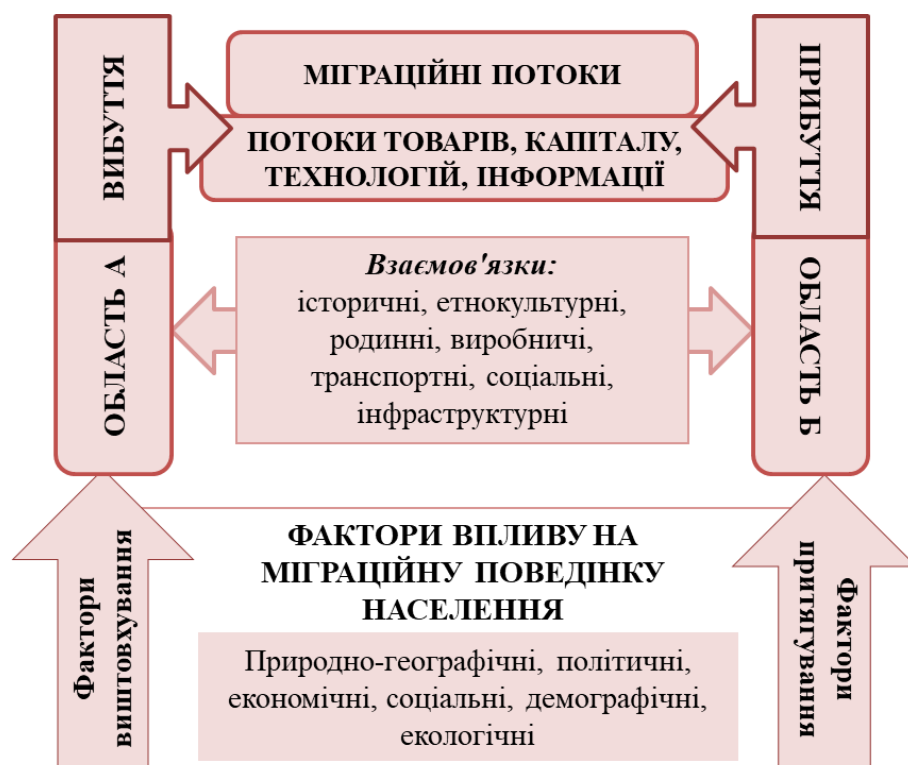 ВИБУТТЯ
МІГРАЦІЙНІ ПОТОКИ
ПОТОКИ ТОВАРІВ, КАПІТАЛУ,
ТЕХНОЛОГІЙ, ІНФОРМАЦІЇ
ПРИБУТТЯ
ОБЛАСТЬ А
Взаємов'язки:
історичні, етнокультурні,
родинні, виробничі,
транспортні, соціальні,
інфраструктурні
ОБЛАСТЬ Б
Фактори
виштовхування
ФАКТОРИ ВПЛИВУ НА
МІГРАЦІЙНУ ПОВЕДІНКУ
НАСЕЛЕННЯ
Природно-географічні, політичні,
економічні, соціальні, демографічні,
екологічні
Фактори
притягування